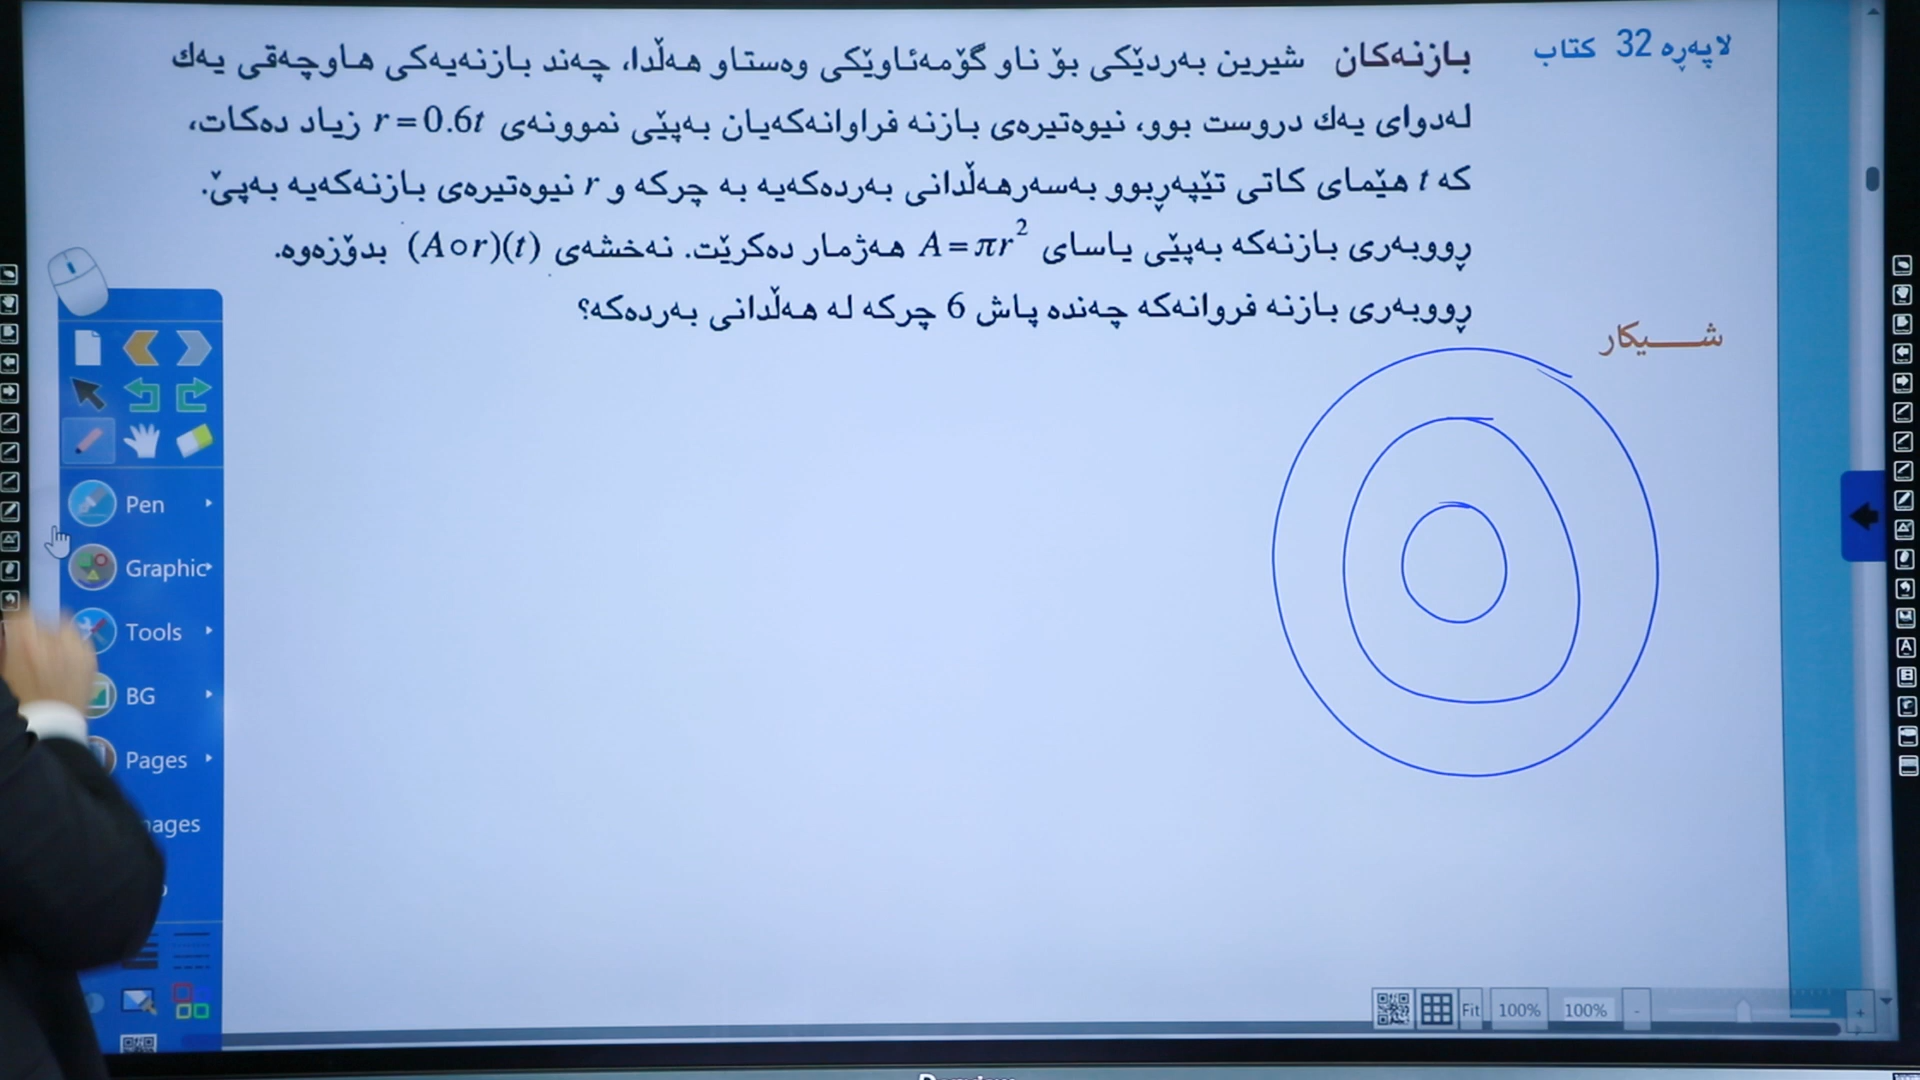 لاپەڕە 32 کتاب
بازنەکان شیرین بەردێکی بۆ ناو گۆمەئاوێکی وەستاو هەڵدا، چەند بازنەیەکی هاوچەقی یەك
لەدوای یەك دروست بوو، نیوەتیرەی بازنە فراوانەکەیان بەپێی نموونەی r = 0.6t زیاد دەکات،
کە t هێمای کاتی تێپەڕبوو بەسەرهەڵدانی بەردەکەیە بە چرکە و r نیوەتیرەی بازنەکەیە بەپێ.
ڕووبەری بازنەکە بەپێی یاسای A = πr² هەژمار دەکرێت. نەخشەی (A∘r)(t) بدۆزەوە.
ڕووبەری بازنە فروانەکە چەندە پاش 6 چرکە لە هەڵدانی بەردەکە؟
شــیکار
Pen
Graphic
Tools
BG
Pages
ages
Fit 100% 100% - +